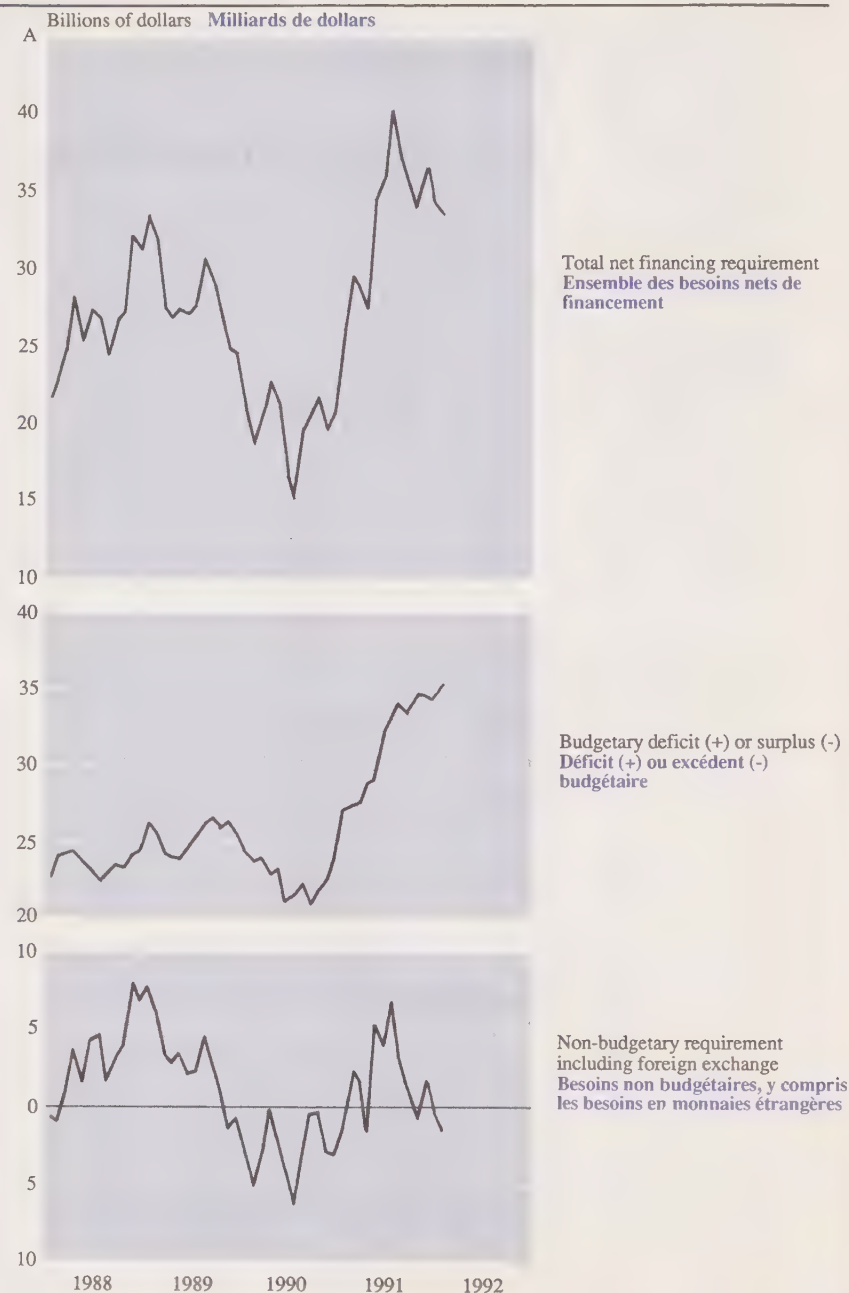 Billions of dollars Milliards de dollars
A
40
35
30
25
20
15
10
Total net financing requirement
Ensemble des besoins nets de
financement
40
35
30
25
20
Budgetary deficit (+) or surplus (-)
Déficit (+) ou excédent (-)
budgétaire
10
5
0
5
10
Non-budgetary requirement
including foreign exchange
Besoins non budgétaires, y compris
les besoins en monnaies étrangères
1988 1989 1990 1991 1992